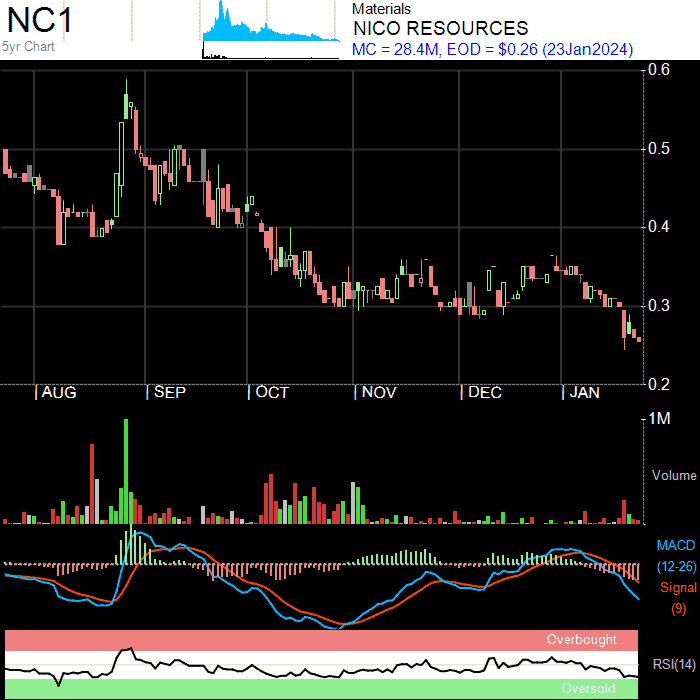 NC1
5yr Chart
Materials
NICO RESOURCES
MC = 28.4M, EOD = $0.26 (23Jan2024)
0.6
0.5
0.4
0.3
0.2
AUG SEP OCT NOV DEC JAN
1M
Volume
MACD
(12-26)
Signal
(9)
Overbought
RSI(14)
Oversold